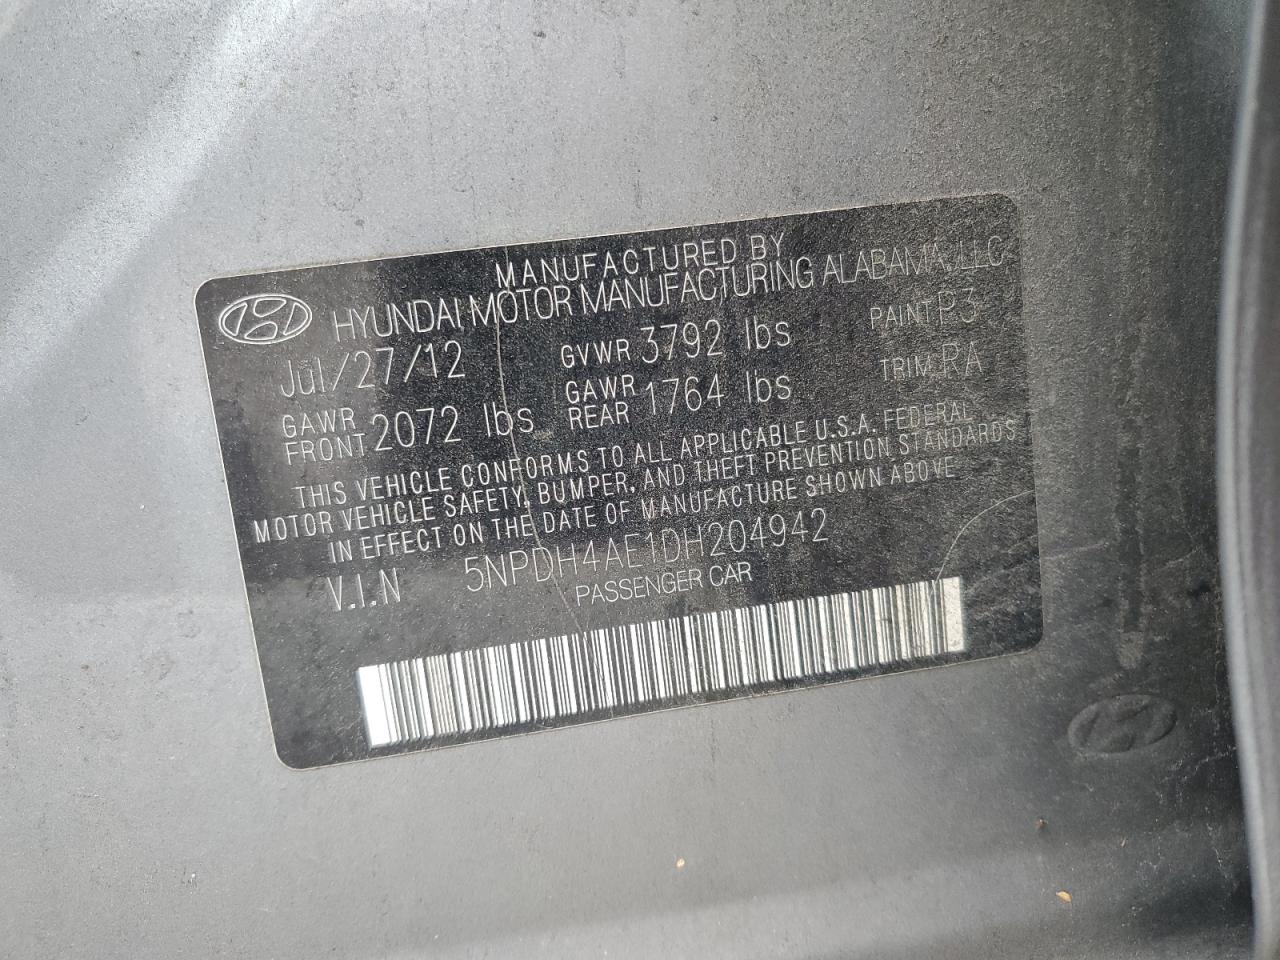 MANUFACTURED BY
HYUNDAI MOTOR MANUFACTURING ALABAMA, LLC
Jul/27/12 GVWR 3792 lbs PAINT P3
GAWR FRONT 2072 lbs GAWR REAR 1764 lbs TRIM RA
THIS VEHICLE CONFORMS TO ALL APPLICABLE U.S.A. FEDERAL
MOTOR VEHICLE SAFETY, BUMPER, AND THEFT PREVENTION STANDARDS
IN EFFECT ON THE DATE OF MANUFACTURE SHOWN ABOVE
V.I.N 5NPDH4AE1DH204942
PASSENGER CAR